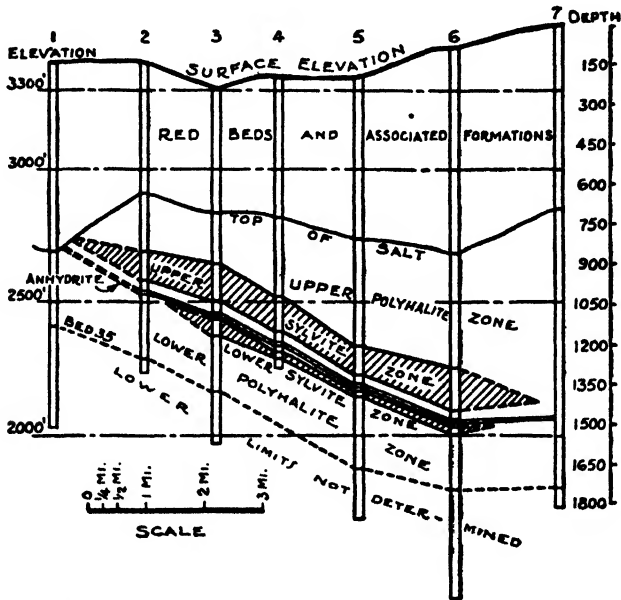 1 2 3 4 5 6 7
DEPTH
ELEVATION
SURFACE ELEVATION
150
3300'
300
RED BEDS AND ASSOCIATED FORMATIONS
450
3000'
600
TOP OF SALT
750
900
UPPER SYLVITE ZONE
ANHYDRITE
UPPER POLYHALITE ZONE
2500'
1050
BED 35
1200
LOWER SYLVITE ZONE
1350
LOWER POLYHALITE ZONE
1500
2000'
LOWER LIMITS NOT DETERMINED
1650
1800
0 ¼ MI. ½ MI. 1 MI. 2 MI. 3 MI.
SCALE